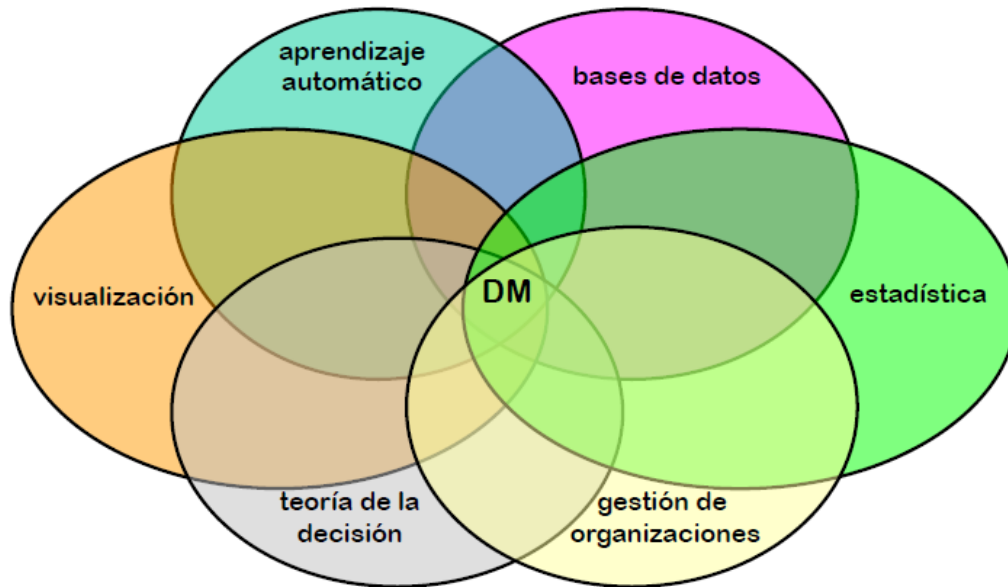 aprendizaje
automático
bases de datos
visualización
DM
estadística
teoría de la
decisión
gestión de
organizaciones